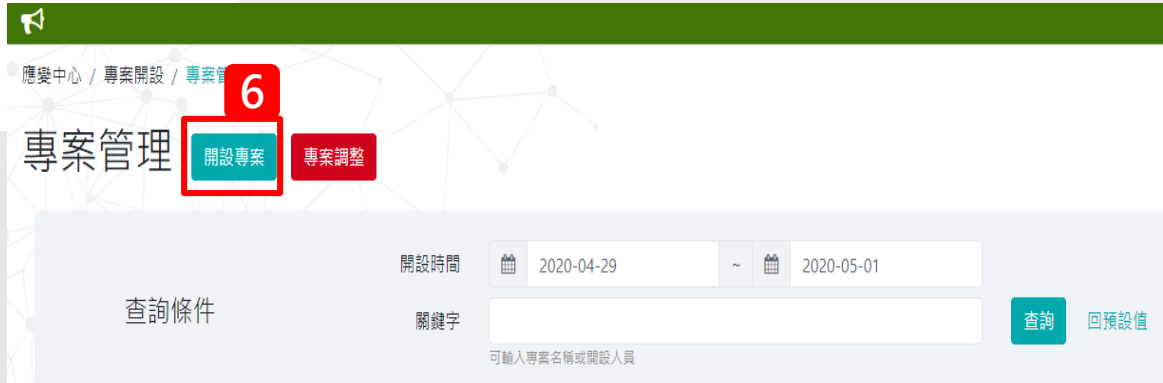 應變中心 / 專案開設 / 專案
6
專案管理 開設專案 專案調整
開設時間 2020-04-29 ~ 2020-05-01
查詢條件
關鍵字 查詢 回預設值
可輸入專案名稱或開設人員